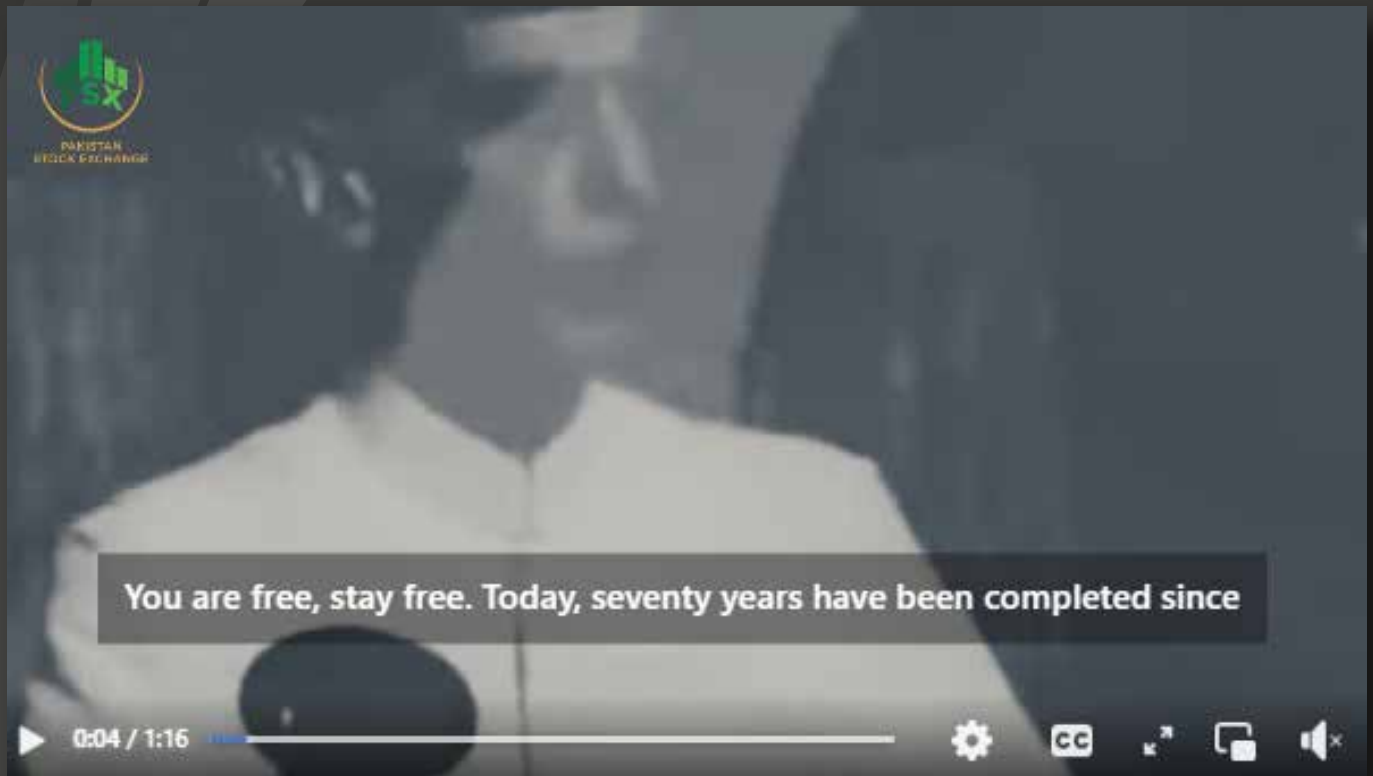 SX
PAKISTAN
STOCK EXCHANGE
You are free, stay free. Today, seventy years have been completed since
0:04 / 1:16
CC